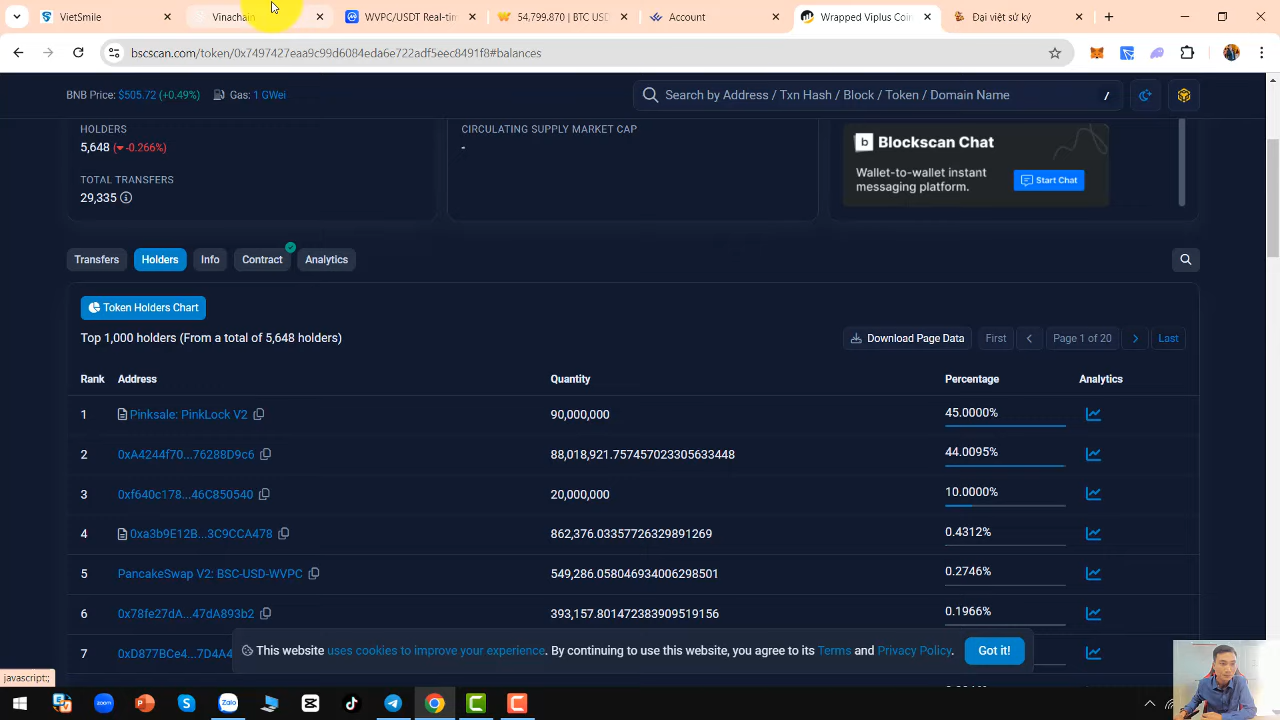 VietSmile
Vinachain
WVPC/USDT Real-tim
54,799.870 | BTC USD
Account
Wrapped Viplus Coin
Đại việt sử ký
bscscan.com/token/0x7497427eaa9c99d6084eda6e722adf5eec8491f8#balances
BNB Price: $505.72 (+0.49%)
Gas: 1 GWei
Search by Address / Txn Hash / Block / Token / Domain Name
/
HOLDERS
5,648 (▼-0.266%)
TOTAL TRANSFERS
29,335
CIRCULATING SUPPLY MARKET CAP
-
b Blockscan Chat
Wallet-to-wallet instant
messaging platform.
Start Chat
Transfers Holders Info Contract Analytics
Token Holders Chart
Top 1,000 holders (From a total of 5,648 holders)
Download Page Data First Page 1 of 20 Last
Rank Address Quantity Percentage Analytics
1 Pinksale: PinkLock V2 90,000,000 45.0000%
2 0xA4244f70...76288D9c6 88,018,921.757457023305633448 44.0095%
3 0xf640c178...46C850540 20,000,000 10.0000%
4 0xa3b9E12B...3C9CCA478 862,376.03357726329891269 0.4312%
5 PancakeSwap V2: BSC-USD-WVPC 549,286.058046934006298501 0.2746%
6 0x78fe27dA...47dA893b2 393,157.801472383909519156 0.1966%
7 0xD877BCe4...7D4A4
This website uses cookies to improve your experience. By continuing to use this website, you agree to its Terms and Privacy Policy. Got it!
javascript:;
zoom
Zalo